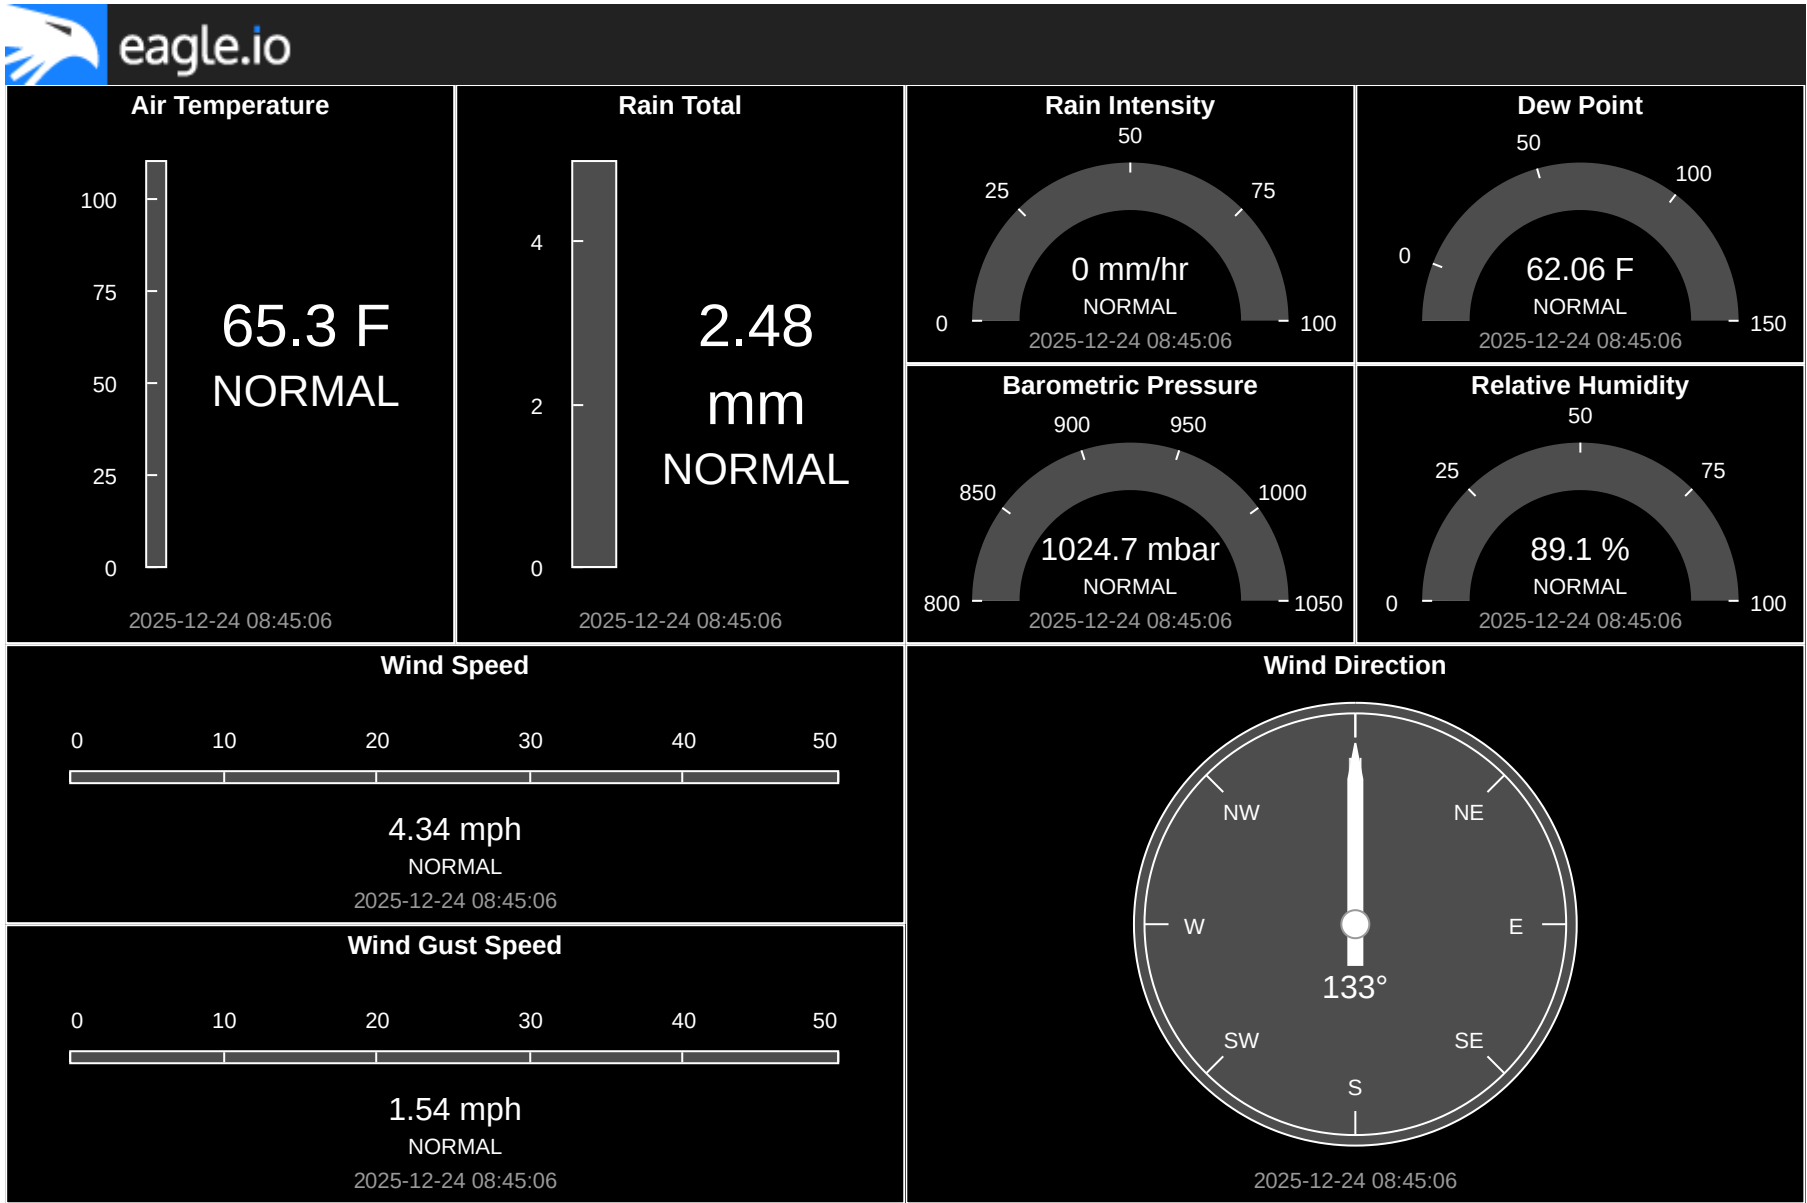 eagle.io
Air Temperature
100
75
50
25
0
65.3 F
NORMAL
2025-12-24 08:45:06
Rain Total
4
2
0
2.48
mm
NORMAL
2025-12-24 08:45:06
Rain Intensity
50
25
75
0
100
0 mm/hr
NORMAL
2025-12-24 08:45:06
Dew Point
50
100
0
150
62.06 F
NORMAL
2025-12-24 08:45:06
Barometric Pressure
900
950
850
1000
800
1050
1024.7 mbar
NORMAL
2025-12-24 08:45:06
Relative Humidity
50
25
75
0
100
89.1 %
NORMAL
2025-12-24 08:45:06
Wind Speed
0 10 20 30 40 50
4.34 mph
NORMAL
2025-12-24 08:45:06
Wind Gust Speed
0 10 20 30 40 50
1.54 mph
NORMAL
2025-12-24 08:45:06
Wind Direction
NW
NE
W
E
133°
SW
SE
S
2025-12-24 08:45:06